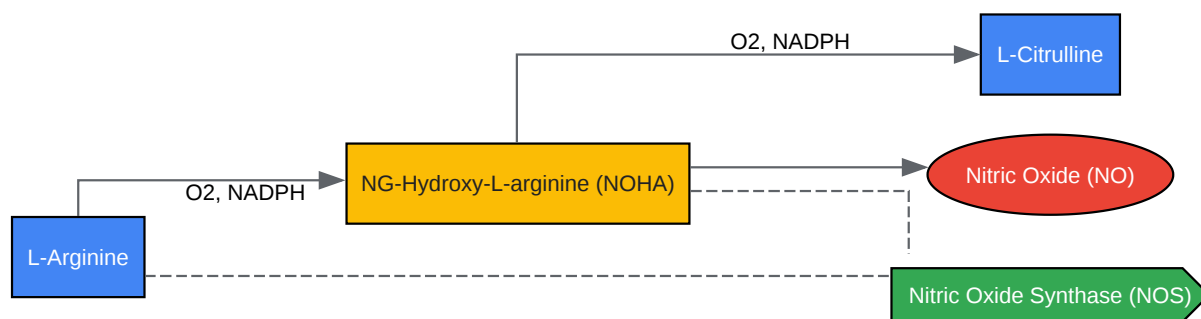 O2, NADPH
L-Citrulline
NG-Hydroxy-L-arginine (NOHA)
Nitric Oxide (NO)
O2, NADPH
L-Arginine
Nitric Oxide Synthase (NOS)